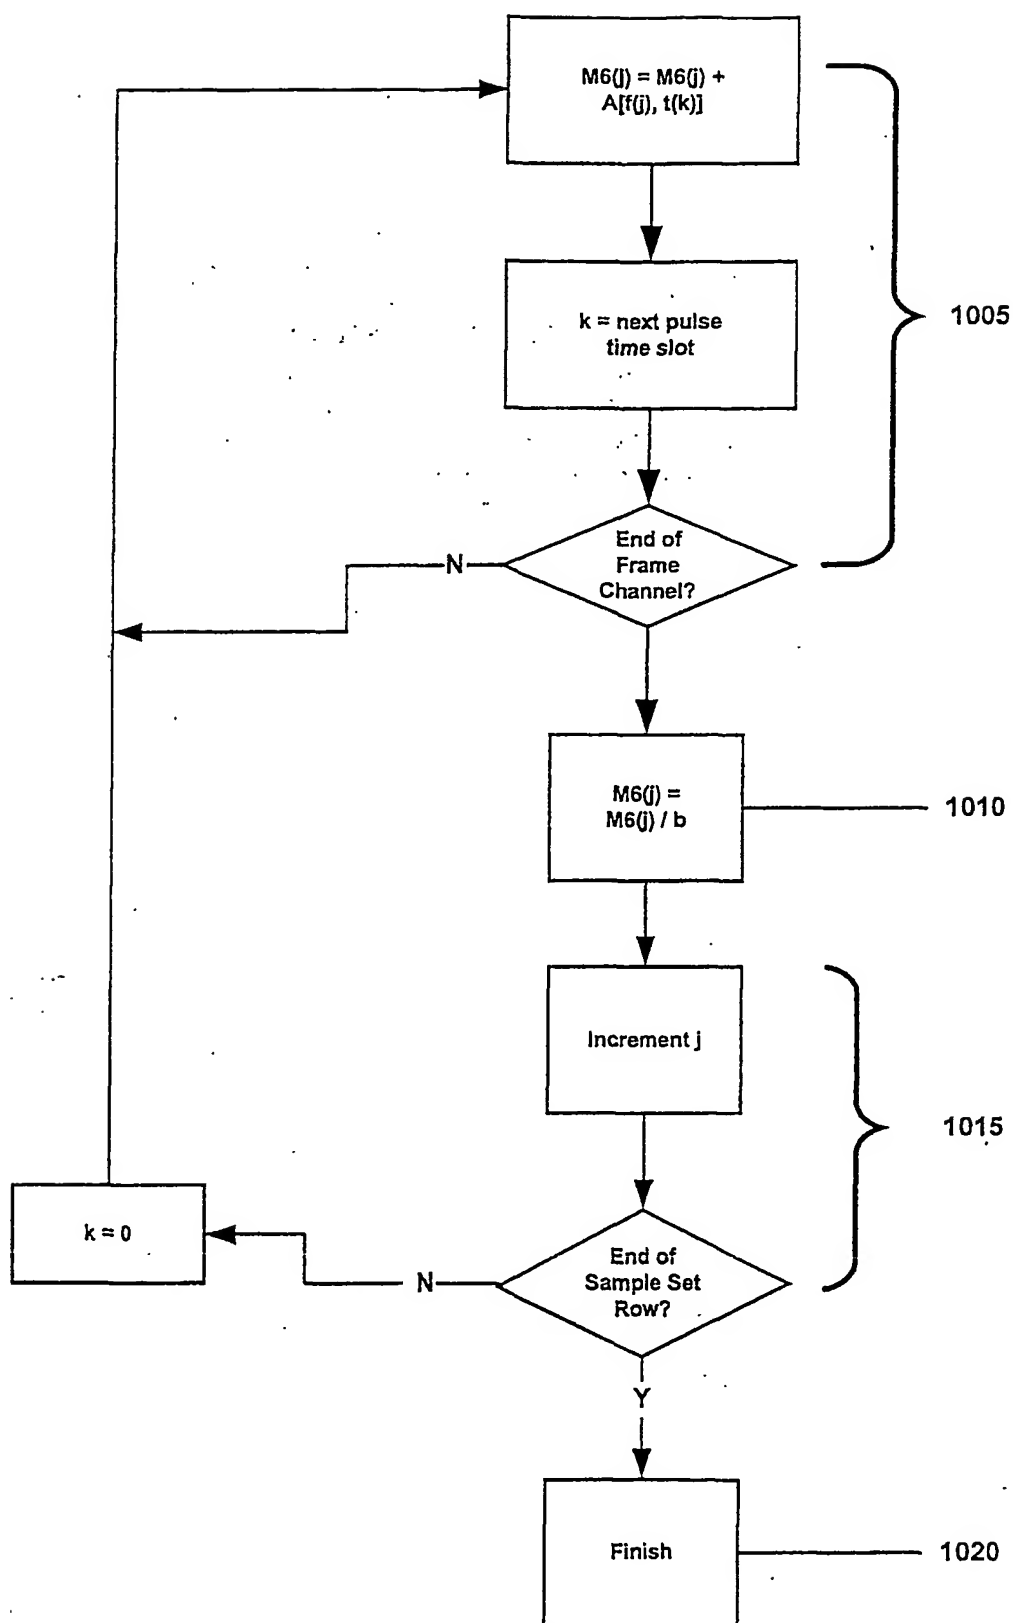 M6(j) = M6(j) +
A[f(j), t(k)]
k = next pulse
time slot
1005
End of
Frame
Channel?
N
M6(j) =
M6(j) / b
1010
Increment j
1015
k = 0
N
End of
Sample Set
Row?
Y
Finish
1020